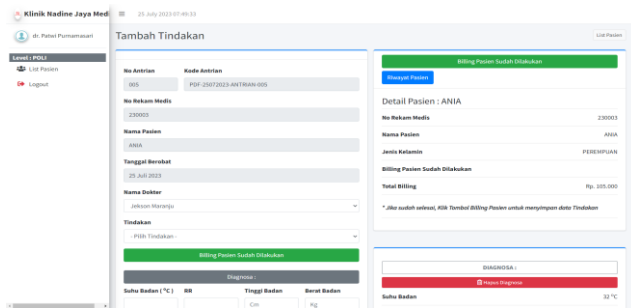 Klinik Nadine Jaya Medi
25 July 2023 07:49:33
dr. Patwi Purnamasari
Level : POLI
List Pasien
Logout
Tambah Tindakan
List Pasien
No Antrian
Kode Antrian
005
PDF-25072023-ANTRIAN-005
No Rekam Medis
230003
Nama Pasien
ANIA
Tanggal Berobat
25 Juli 2023
Nama Dokter
Jekson Maranju
Tindakan
- Pilih Tindakan -
Billing Pasien Sudah Dilakukan
Diagnosa :
Suhu Badan ( °C )
RR
Tinggi Badan
Berat Badan
Cm
Kg
Billing Pasien Sudah Dilakukan
Riwayat Pasien
Detail Pasien : ANIA
No Rekam Medis
230003
Nama Pasien
ANIA
Jenis Kelamin
PEREMPUAN
Billing Pasien Sudah Dilakukan
Total Billing
Rp. 105.000
* Jika sudah selesai, Klik Tombol Billing Pasien untuk menyimpan data Tindakan
DIAGNOSA :
Hapus Diagnosa
Suhu Badan
32 °C